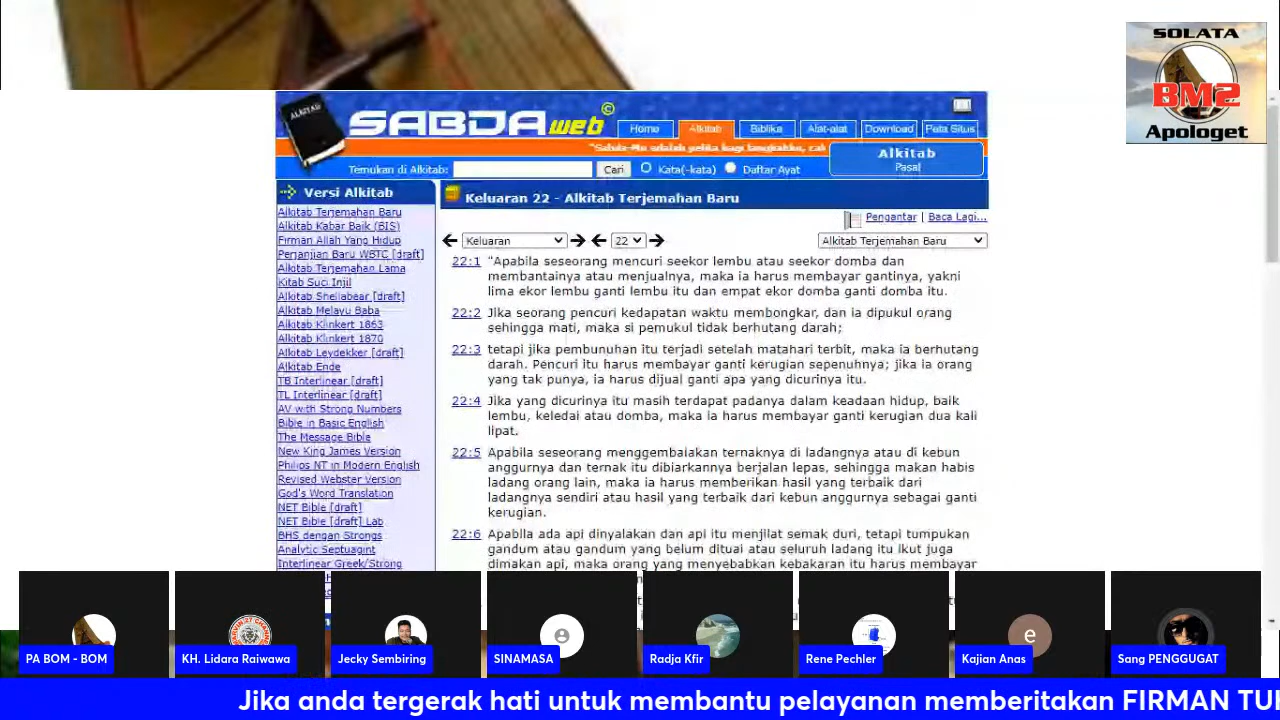 SOLATA
BM2
Apologet
ALKITAB
SABDAweb©
Home
Alkitab
Biblika
Alat-alat
Download
Peta Situs
"Sabda-Mu adalah pelita bagi langkahku, cah
Alkitab
Pasal
Temukan di Alkitab:
Cari
Kata(-kata)
Daftar Ayat
Versi Alkitab
Alkitab Terjemahan Baru
Alkitab Kabar Baik (BIS)
Firman Allah Yang Hidup
Perjanjian Baru WBTC [draft]
Alkitab Terjemahan Lama
Kitab Suci Injil
Alkitab Shellabear [draft]
Alkitab Melayu Baba
Alkitab Klinkert 1863
Alkitab Klinkert 1870
Alkitab Leydekker [draft]
Alkitab Ende
TB Interlinear [draft]
TL Interlinear [draft]
AV with Strong Numbers
Bible in Basic English
The Message Bible
New King James Version
Philips NT in Modern English
Revised Webster Version
God's Word Translation
NET Bible [draft]
NET Bible [draft] Lab
BHS dengan Strongs
Analytic Septuagint
Interlinear Greek/Strong
Keluaran 22 - Alkitab Terjemahan Baru
Pengantar | Baca Lagi...
Keluaran
22
Alkitab Terjemahan Baru
22:1 "Apabila seseorang mencuri seekor lembu atau seekor domba dan
membantainya atau menjualnya, maka ia harus membayar gantinya, yakni
lima ekor lembu ganti lembu itu dan empat ekor domba ganti domba itu.
22:2 Jika seorang pencuri kedapatan waktu membongkar, dan ia dipukul orang
sehingga mati, maka si pemukul tidak berhutang darah;
22:3 tetapi jika pembunuhan itu terjadi setelah matahari terbit, maka ia berhutang
darah. Pencuri itu harus membayar ganti kerugian sepenuhnya; jika ia orang
yang tak punya, ia harus dijual ganti apa yang dicurinya itu.
22:4 Jika yang dicurinya itu masih terdapat padanya dalam keadaan hidup, baik
lembu, keledai atau domba, maka ia harus membayar ganti kerugian dua kali
lipat.
22:5 Apabila seseorang menggembalakan ternaknya di ladangnya atau di kebun
anggurnya dan ternak itu dibiarkannya berjalan lepas, sehingga makan habis
ladang orang lain, maka ia harus memberikan hasil yang terbaik dari
ladangnya sendiri atau hasil yang terbaik dari kebun anggurnya sebagai ganti
kerugian.
22:6 Apabila ada api dinyalakan dan api itu menjilat semak duri, tetapi tumpukan
gandum atau gandum yang belum dituai atau seluruh ladang itu ikut juga
dimakan api, maka orang yang menyebabkan kebakaran itu harus membayar
PA BOM - BOM
KH. Lidara Raiwawa
Jecky Sembiring
SINAMASA
Radja Kfir
Rene Pechler
e
Kajian Anas
Sang PENGGUGAT
Jika anda tergerak hati untuk membantu pelayanan memberitakan FIRMAN TU